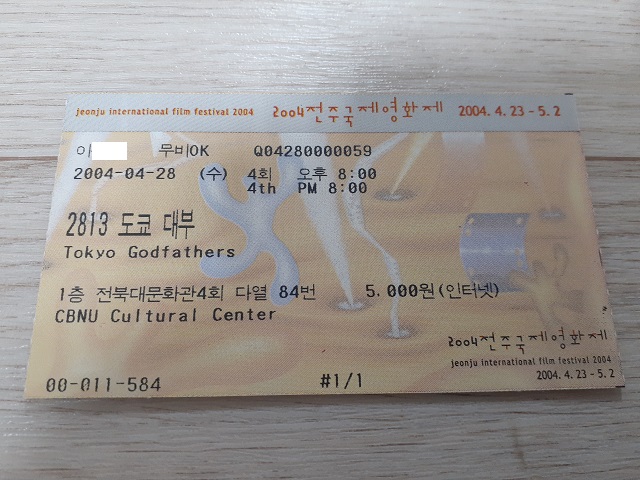 jeonju international film festival 2004 2004전주국제영화제 2004. 4. 23 - 5. 2
이 무비OK Q04280000059
2004-04-28 (수) 4회 오후 8:00
4th PM 8:00
2813 도쿄 대부
Tokyo Godfathers
1층 전북대문화관4회 다열 84번 5.000원(인터넷)
CBNU Cultural Center
2004전주국제영화제
jeonju international film festival 2004
2004. 4. 23 - 5. 2
00-011-584 #1/1